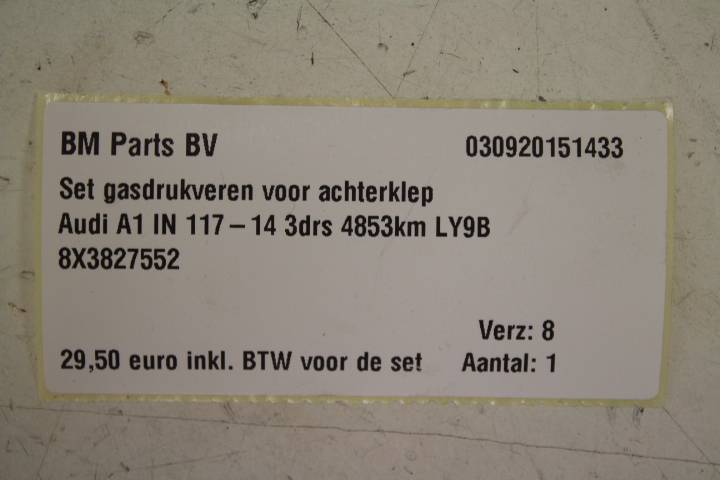 BM Parts BV 030920151433
Set gasdrukveren voor achterklep
Audi A1 IN 117 – 14 3drs 4853km LY9B
8X3827552
Verz: 8
29,50 euro inkl. BTW voor de set Aantal: 1